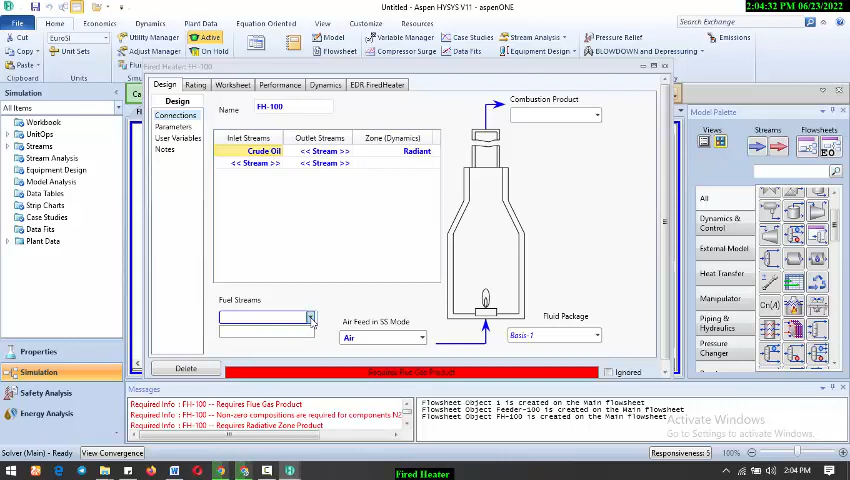 Untitled - Aspen HYSYS V11 - aspenONE
2:04:32 PM 06/23/2022
File
Home
Economics
Dynamics
Plant Data
Equation Oriented
View
Customize
Resources
Search Exchange
Cut
Copy
Paste
EuroSI
Unit Sets
Units
Utility Manager
Adjust Manager
Active
On Hold
Model
Flowsheet
Variable Manager
Compressor Surge
Case Studies
Data Fits
Stream Analysis
Equipment Design
Pressure Relief
BLOWDOWN and Depressuring
Emissions
Simulation
All Items
Workbook
UnitOps
Streams
Stream Analysis
Equipment Design
Model Analysis
Data Tables
Strip Charts
Case Studies
Data Fits
Plant Data
Properties
Simulation
Safety Analysis
Energy Analysis
Fired Heater: FH-100
Design
Rating
Worksheet
Performance
Dynamics
EDR FiredHeater
Design
Connections
Parameters
User Variables
Notes
Name
FH-100
Inlet Streams
Outlet Streams
Zone (Dynamics)
Crude Oil
<< Stream >>
Radiant
<< Stream >>
<< Stream >>
Combustion Product
Fuel Streams
Air Feed in SS Mode
Air
Fluid Package
Basis-1
Delete
Requires Flue Gas Product
Ignored
Model Palette
Views
Streams
Flowsheets
EO
All
Dynamics &
Control
External Model
Heat Transfer
Manipulator
Piping &
Hydraulics
Pressure
Changer
Messages
Required Info : FH-100 -- Requires Flue Gas Product
Required Info : FH-100 -- Non-zero compositions are required for components N2
Required Info : FH-100 -- Requires Radiative Zone Product
Flowsheet Object 1 is created on the Main flowsheet
Flowsheet Object Feeder-100 is created on the Main flowsheet
Flowsheet Object FH-100 is created on the Main flowsheet
Activate Windows
Go to Settings to activate Windows.
Solver (Main) - Ready
View Convergence
Responsiveness: 5
100%
Fired Heater
2:04 PM